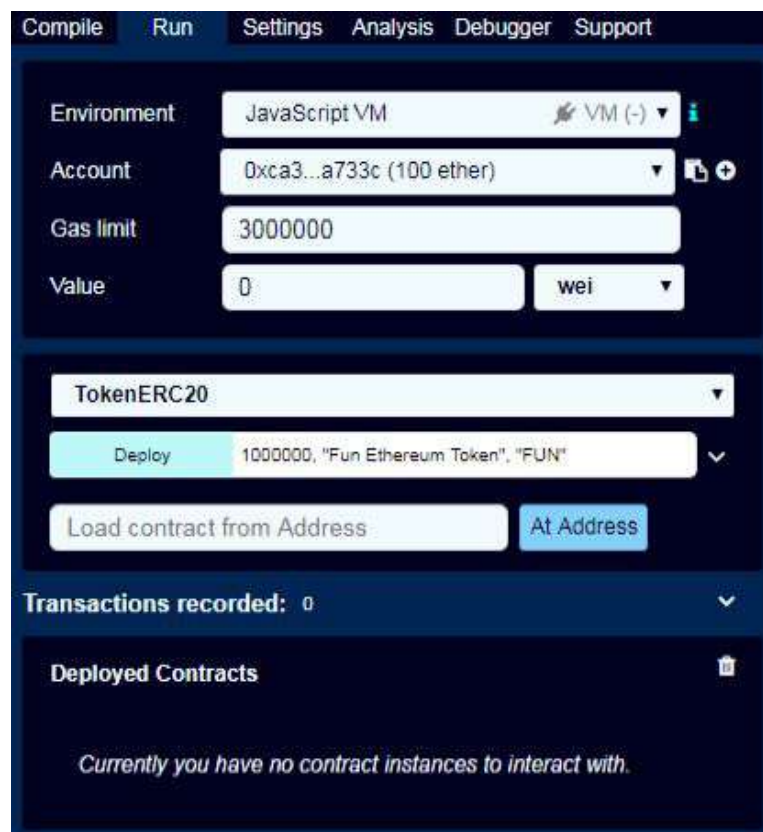 Compile Run Settings Analysis Debugger Support
Environment JavaScript VM VM (-) i
Account 0xca3...a733c (100 ether)
Gas limit 3000000
Value 0 wei
TokenERC20
Deploy 1000000, "Fun Ethereum Token", "FUN"
Load contract from Address At Address
Transactions recorded: 0
Deployed Contracts
Currently you have no contract instances to interact with.